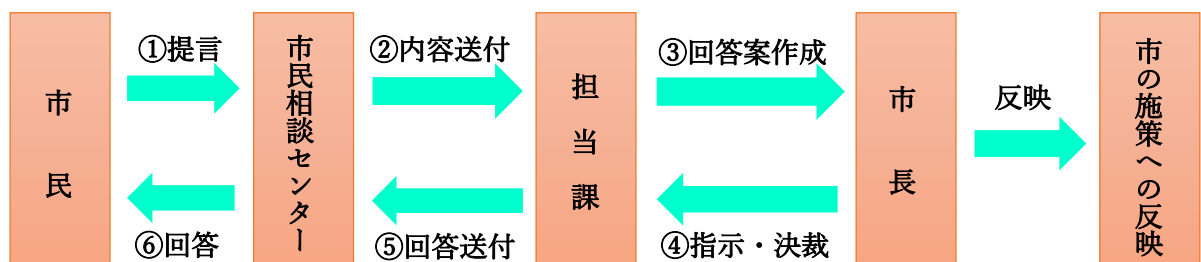 市民
①提言
⑥回答
市民相談センター
②内容送付
⑤回答送付
担当課
③回答案作成
④指示・決裁
市長
反映
市の施策への反映